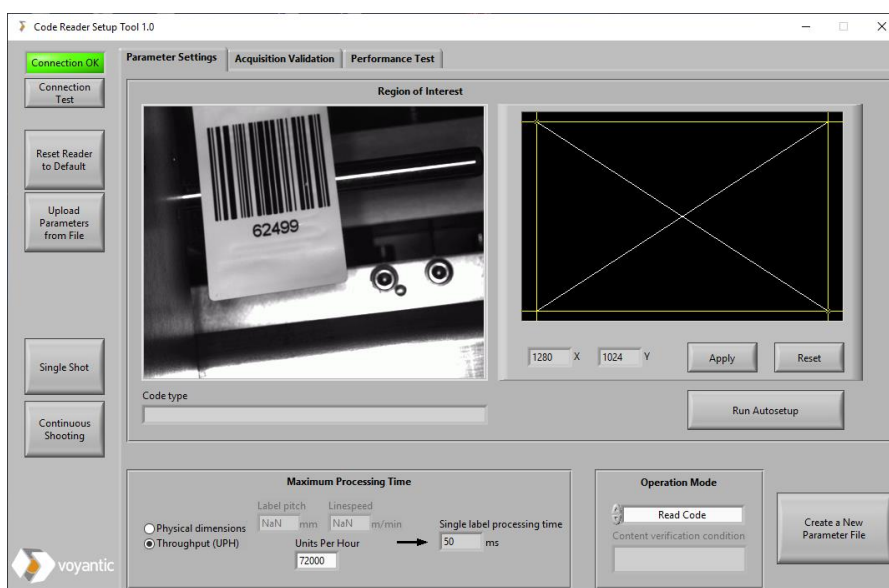 Code Reader Setup Tool 1.0
Connection OK
Connection
Test
Reset Reader
to Default
Upload
Parameters
from File
Single Shot
Continuous
Shooting
voyantic
Parameter Settings Acquisition Validation Performance Test
Region of Interest
62499
1280 X 1024 Y Apply Reset
Code type
Run Autosetup
Maximum Processing Time
Label pitch Linespeed
Physical dimensions NaN mm NaN m/min Single label processing time
Throughput (UPH) Units Per Hour 50 ms
72000
Operation Mode
Read Code
Content verification condition
Create a New
Parameter File